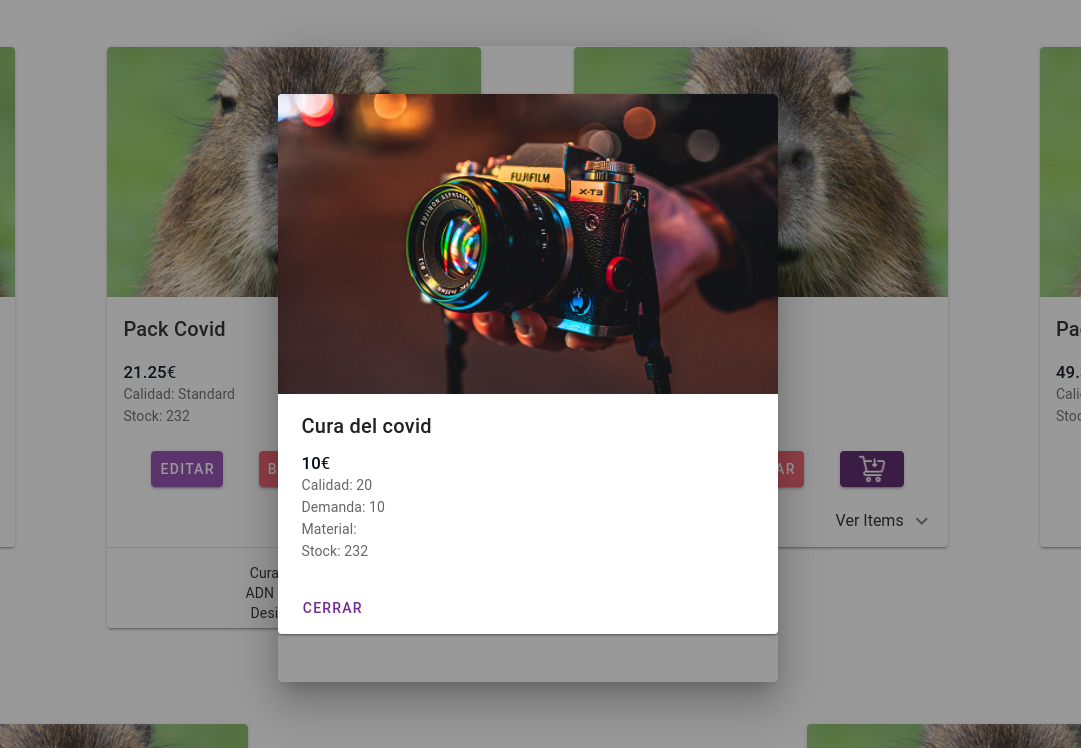 FUJIFILM
X-T3
Pack Covid
21.25€
Calidad: Standard
Stock: 232
EDITAR
B
Cura
ADN
Desi
Cura del covid
10€
Calidad: 20
Demanda: 10
Material:
Stock: 232
CERRAR
AR
Ver Items
Pa
49.
Cali
Stoc